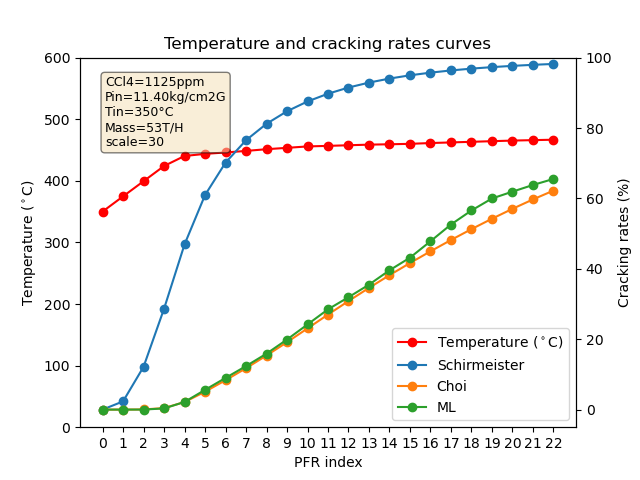 Temperature and cracking rates curves
CCl4=1125ppm
Pin=11.40kg/cm2G
Tin=350°C
Mass=53T/H
scale=30
Temperature (°C)
600
500
400
300
200
100
0
Cracking rates (%)
100
80
60
40
20
0
Temperature (°C)
Schirmeister
Choi
ML
0 1 2 3 4 5 6 7 8 9 10 11 12 13 14 15 16 17 18 19 20 21 22
PFR index